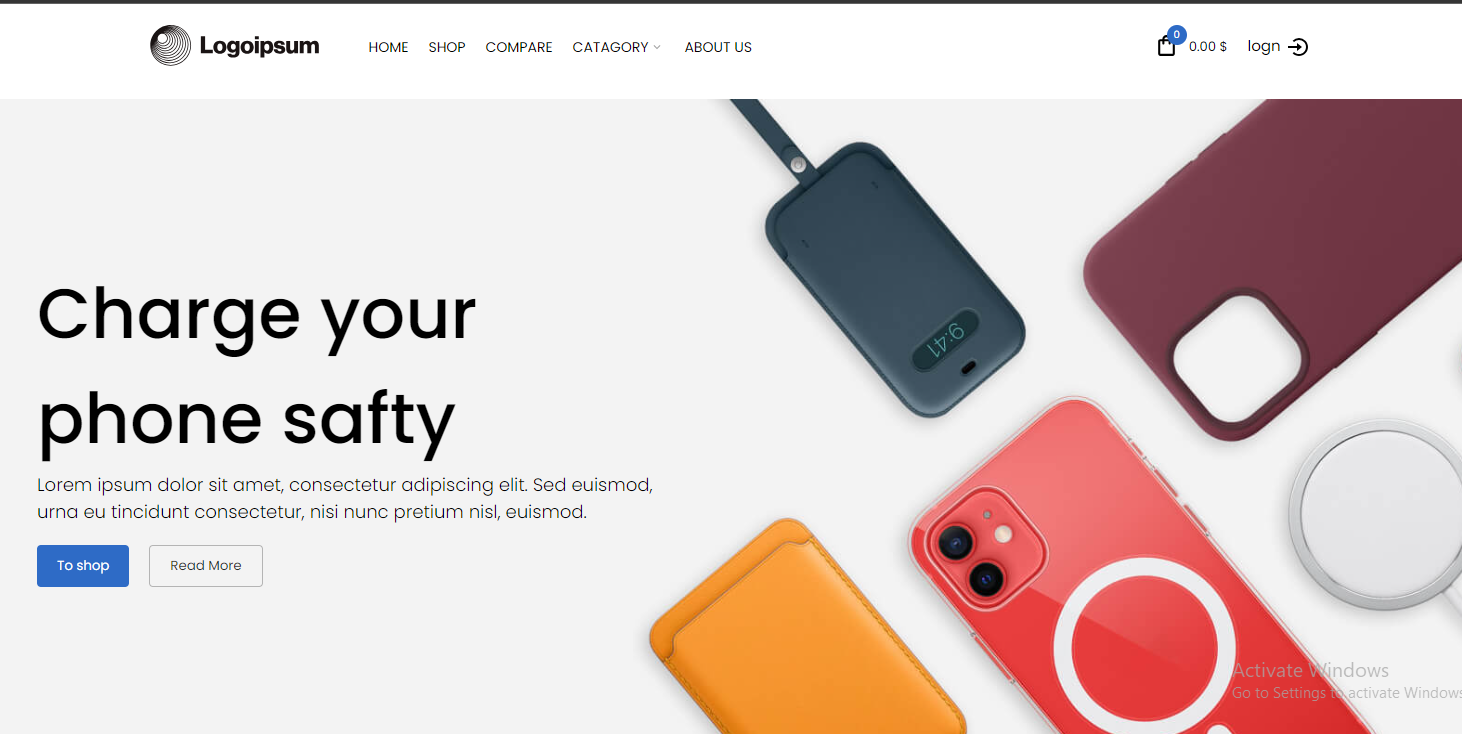 Logoipsum
HOME SHOP COMPARE CATAGORY ABOUT US
0
0.00 $
logn
9:41
Charge your
phone safty
Lorem ipsum dolor sit amet, consectetur adipiscing elit. Sed euismod,
urna eu tincidunt consectetur, nisi nunc pretium nisl, euismod.
To shop Read More
Activate Windows
Go to Settings to activate Windows